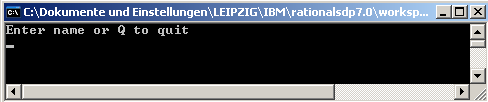 C:\Dokumente und Einstellungen\LEIPZIG\IBM\rationalsdp7.0\worksp...
Enter name or Q to quit